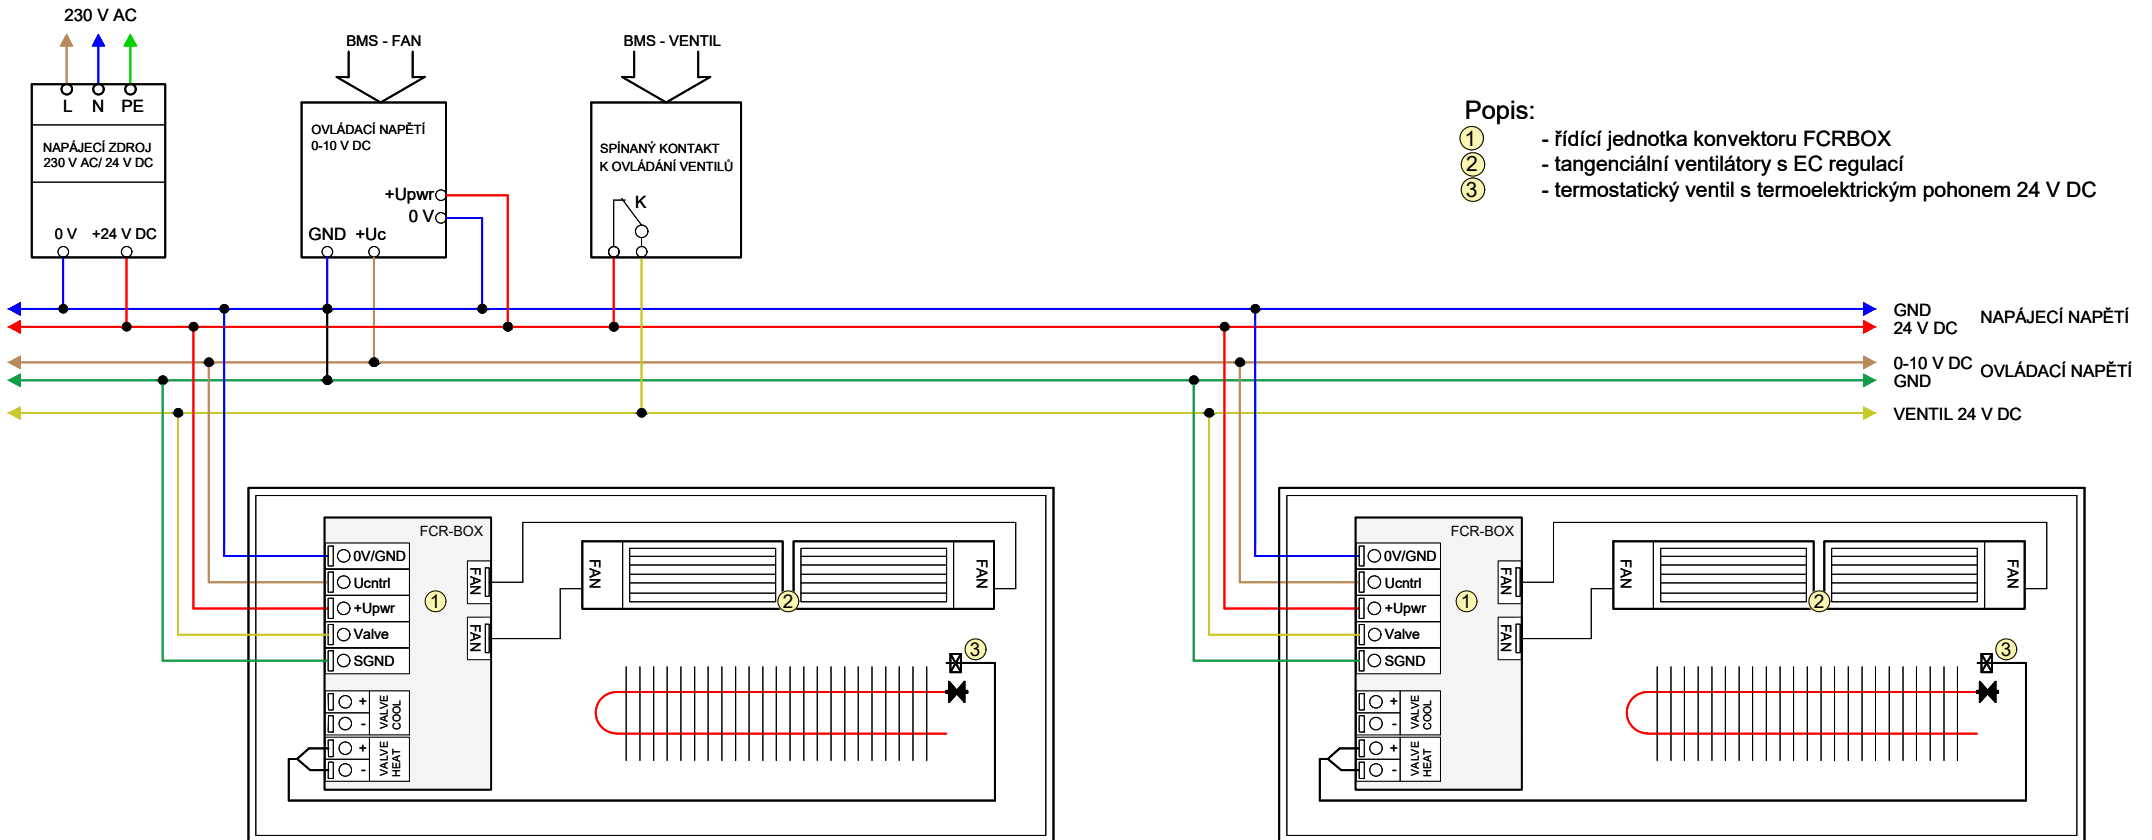 230 V AC
L N PE
NAPÁJECÍ ZDROJ
230 V AC/ 24 V DC
0 V +24 V DC
BMS - FAN
OVLÁDACÍ NAPĚTÍ
0-10 V DC
+Upwr
0 V
GND +Uc
BMS - VENTIL
SPÍNANÝ KONTAKT
K OVLÁDÁNÍ VENTILŮ
K
Popis:
1 - řídící jednotka konvektoru FCRBOX
2 - tangenciální ventilátory s EC regulací
3 - termostatický ventil s termoelektrickým pohonem 24 V DC
GND
24 V DC
NAPÁJECÍ NAPĚTÍ
0-10 V DC
GND
OVLÁDACÍ NAPĚTÍ
VENTIL 24 V DC
FCR-BOX
0V/GND
Ucntrl
+Upwr
Valve
SGND
+
-
VALVE
COOL
+
-
VALVE
HEAT
1
FAN
FAN
FAN
FAN
2
3
FCR-BOX
0V/GND
Ucntrl
+Upwr
Valve
SGND
+
-
VALVE
COOL
+
-
VALVE
HEAT
1
FAN
FAN
FAN
FAN
2
3